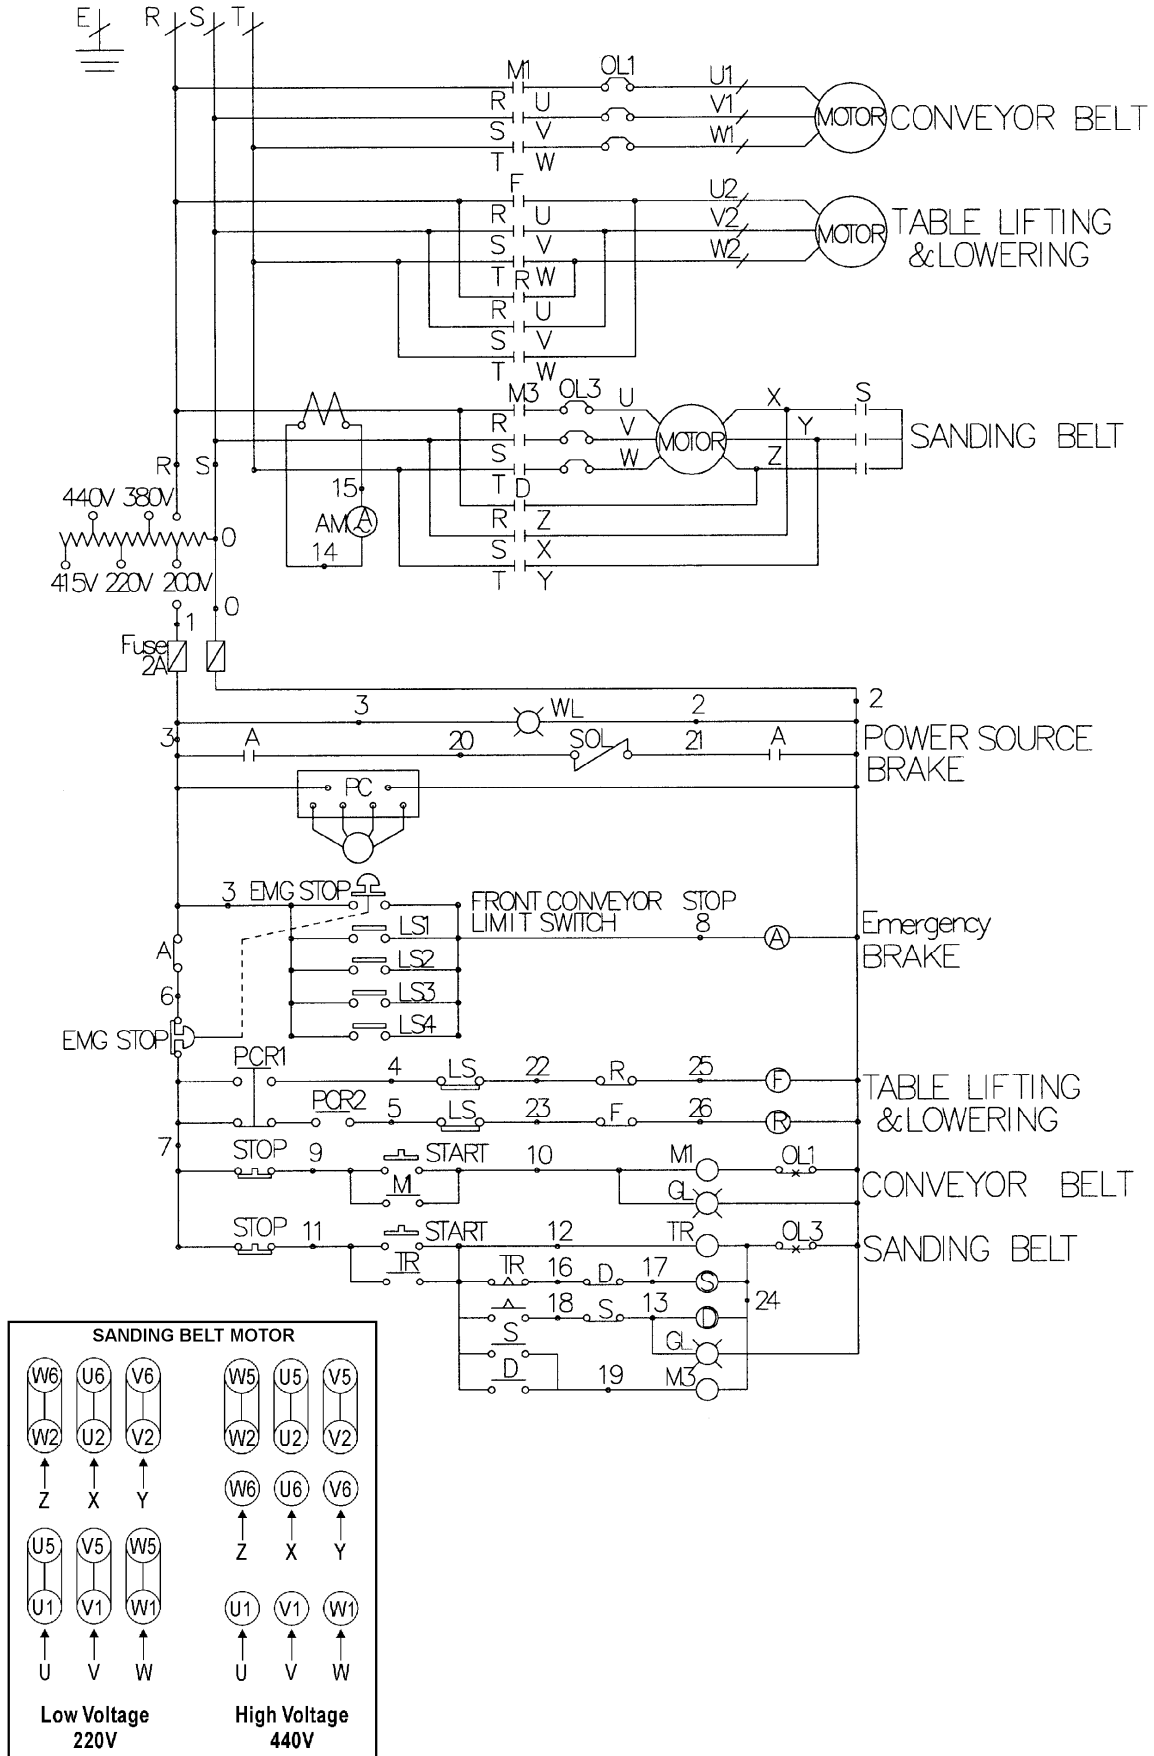 E R S T
M1 OL1 U1
R U V1
S V W1
T W
MOTOR CONVEYOR BELT
F U2
R U V2
S V W2
T R W
R U
S V
T W
MOTOR TABLE LIFTING
&LOWERING
M3 OL3 U X S
R V Y
S W Z
T D
R Z
S X
T Y
MOTOR SANDING BELT
R S
440V 380V
15
AM A
14
0
415V 220V 200V
0
1
Fuse
2A
2
3 WL 2
3 A 20 SOL 21 A
POWER SOURCE
BRAKE
PC
3 EMG STOP
FRONT CONVEYOR STOP
LIMIT SWITCH 8
LS1 A
LS2
LS3
LS4
Emergency
BRAKE
A
6
EMG STOP
PCR1 4 LS 22 R 25 F
PCR2 5 LS 23 F 26 R
TABLE LIFTING
&LOWERING
7
STOP 9 START 10 M1 OL1
M1 GL
CONVEYOR BELT
STOP 11 START 12 TR OL3
SANDING BELT
TR TR 16 D 17 S
24
18 S 13 D
S GL
D 19 M3
SANDING BELT MOTOR
W6 U6 V6 W5 U5 V5
W2 U2 V2 W2 U2 V2
W6 U6 V6
Z X Y
Z X Y
U5 V5 W5
U1 V1 W1 U1 V1 W1
U V W U V W
Low Voltage High Voltage
220V 440V